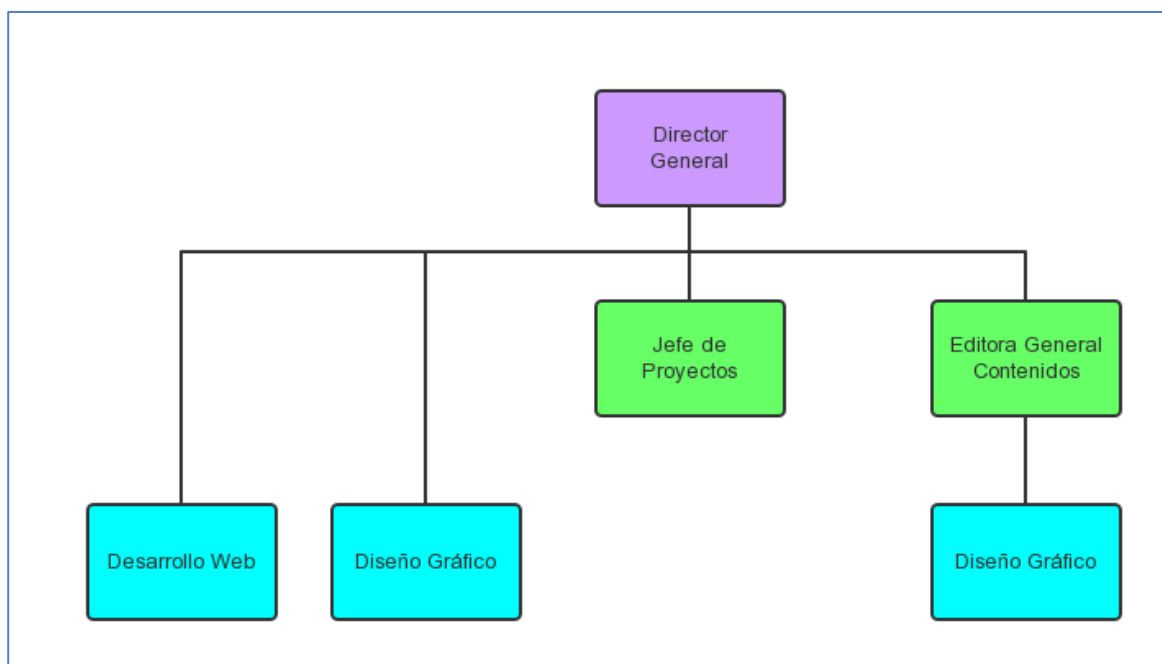 Director
General
Jefe de
Proyectos
Editora General
Contenidos
Desarrollo Web
Diseño Gráfico
Diseño Gráfico